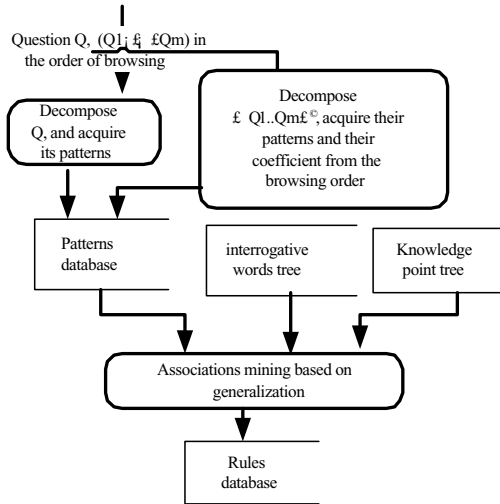 Question Q, (Q1¡ £¡ £Qm) in
the order of browsing
Decompose
Q, and acquire
its patterns
Decompose
£ Q1..Qm£©, acquire their
patterns and their
coefficient from the
browsing order
Patterns
database
interrogative
words tree
Knowledge
point tree
Associations mining based on
generalization
Rules
database